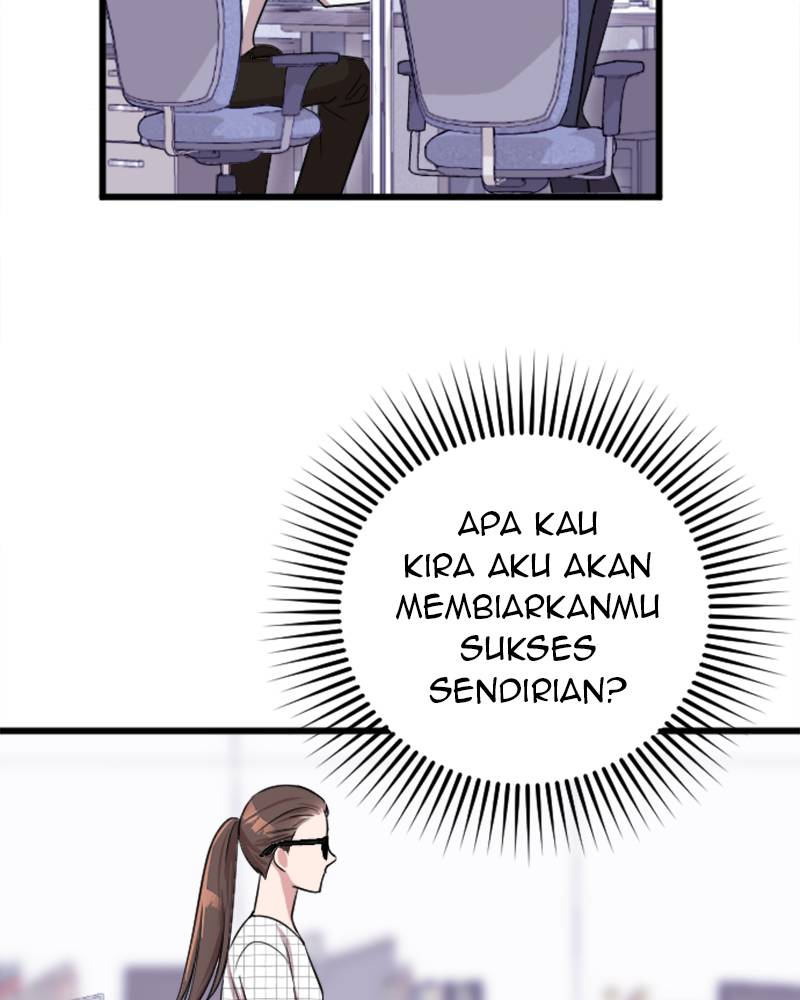 APA KAU
KIRA AKU AKAN
MEMBIARKANMU
SUKSES
SENDIRIAN?